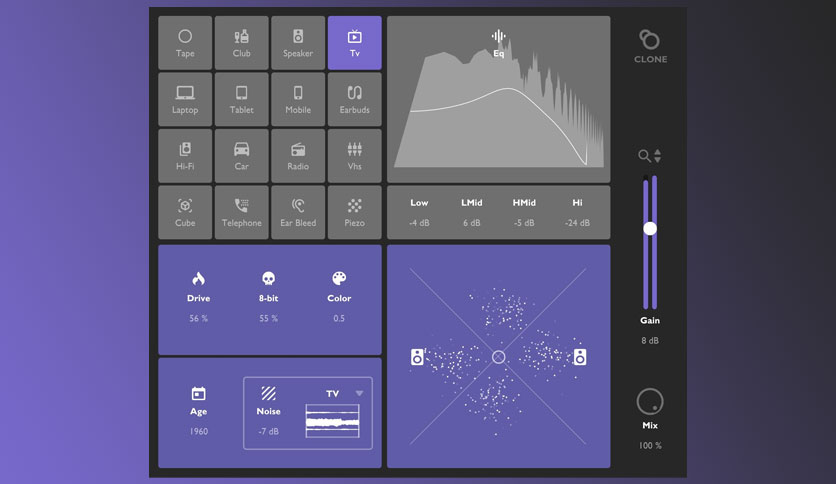 Tape
Club
Speaker
Tv
Laptop
Tablet
Mobile
Earbuds
Hi-Fi
Car
Radio
Vhs
Cube
Telephone
Ear Bleed
Piezo
Eq
Low
LMid
HMid
Hi
-4 dB
6 dB
-5 dB
-24 dB
CLONE
Drive
8-bit
Color
56 %
55 %
0.5
Age
Noise
TV
1960
-7 dB
Gain
8 dB
Mix
100 %